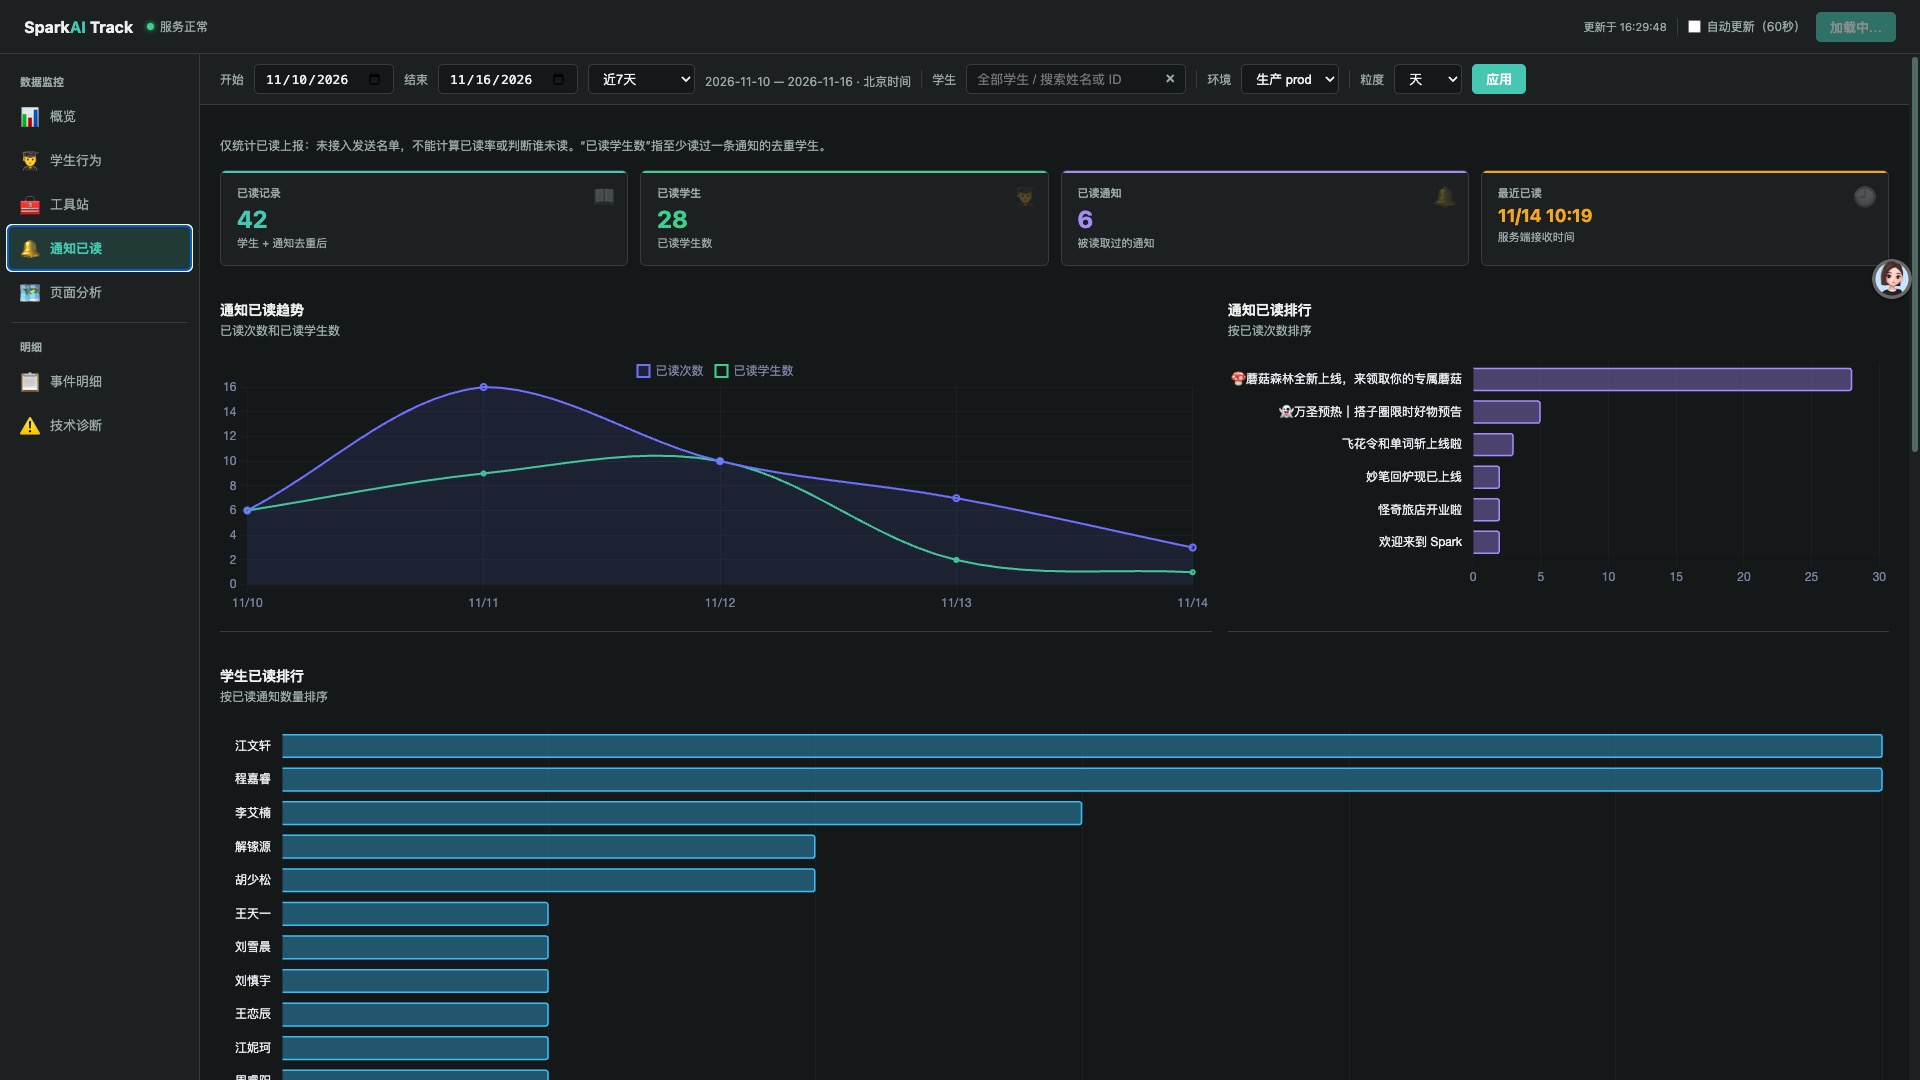 SparkAI Track
服务正常
更新于 16:29:48
自动更新（60秒）
加载中...
数据监控
概览
学生行为
工具站
通知已读
页面分析
明细
事件明细
技术诊断
开始 11/10/2026 结束 11/16/2026 近7天 2026-11-10 — 2026-11-16 · 北京时间 学生 全部学生 / 搜索姓名或 ID × 环境 生产 prod 粒度 天 应用
仅统计已读上报：未接入发送名单，不能计算已读率或判断谁未读。“已读学生数”指至少读过一条通知的去重学生。
已读记录
42
学生 + 通知去重后
已读学生
28
已读学生数
已读通知
6
被读取过的通知
最近已读
11/14 10:19
服务端接收时间
通知已读趋势
已读次数和已读学生数
已读次数 已读学生数
16
14
12
10
8
6
4
2
0
11/10 11/11 11/12 11/13 11/14
通知已读排行
按已读次数排序
🍄蘑菇森林全新上线，来领取你的专属蘑菇
👻万圣预热｜搭子圈限时好物预告
飞花令和单词斩上线啦
妙笔回炉现已上线
怪奇旅店开业啦
欢迎来到 Spark
0 5 10 15 20 25 30
学生已读排行
按已读通知数量排序
江文轩
程嘉睿
李艾楠
解镓源
胡少松
王天一
刘雪晨
刘慎宇
王恋辰
江妮珂